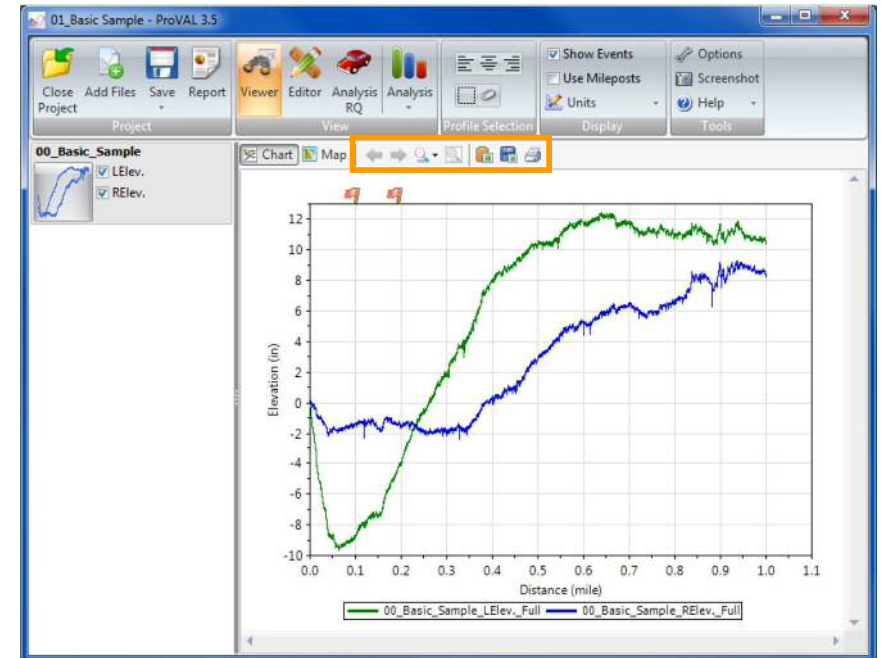 01_Basic Sample - ProVAL 3.5
Close Project
Add Files
Save
Report
Project
Viewer
Editor
Analysis RQ
Analysis
View
Profile Selection
Show Events
Use Mileposts
Units
Display
Options
Screenshot
Help
Tools
00_Basic_Sample
LElev.
RElev.
Chart
Map
12
10
8
6
4
2
0
-2
-4
-6
-8
-10
Elevation (in)
0.0 0.1 0.2 0.3 0.4 0.5 0.6 0.7 0.8 0.9 1.0 1.1
Distance (mile)
00_Basic_Sample_LElev._Full 00_Basic_Sample_RElev._Full